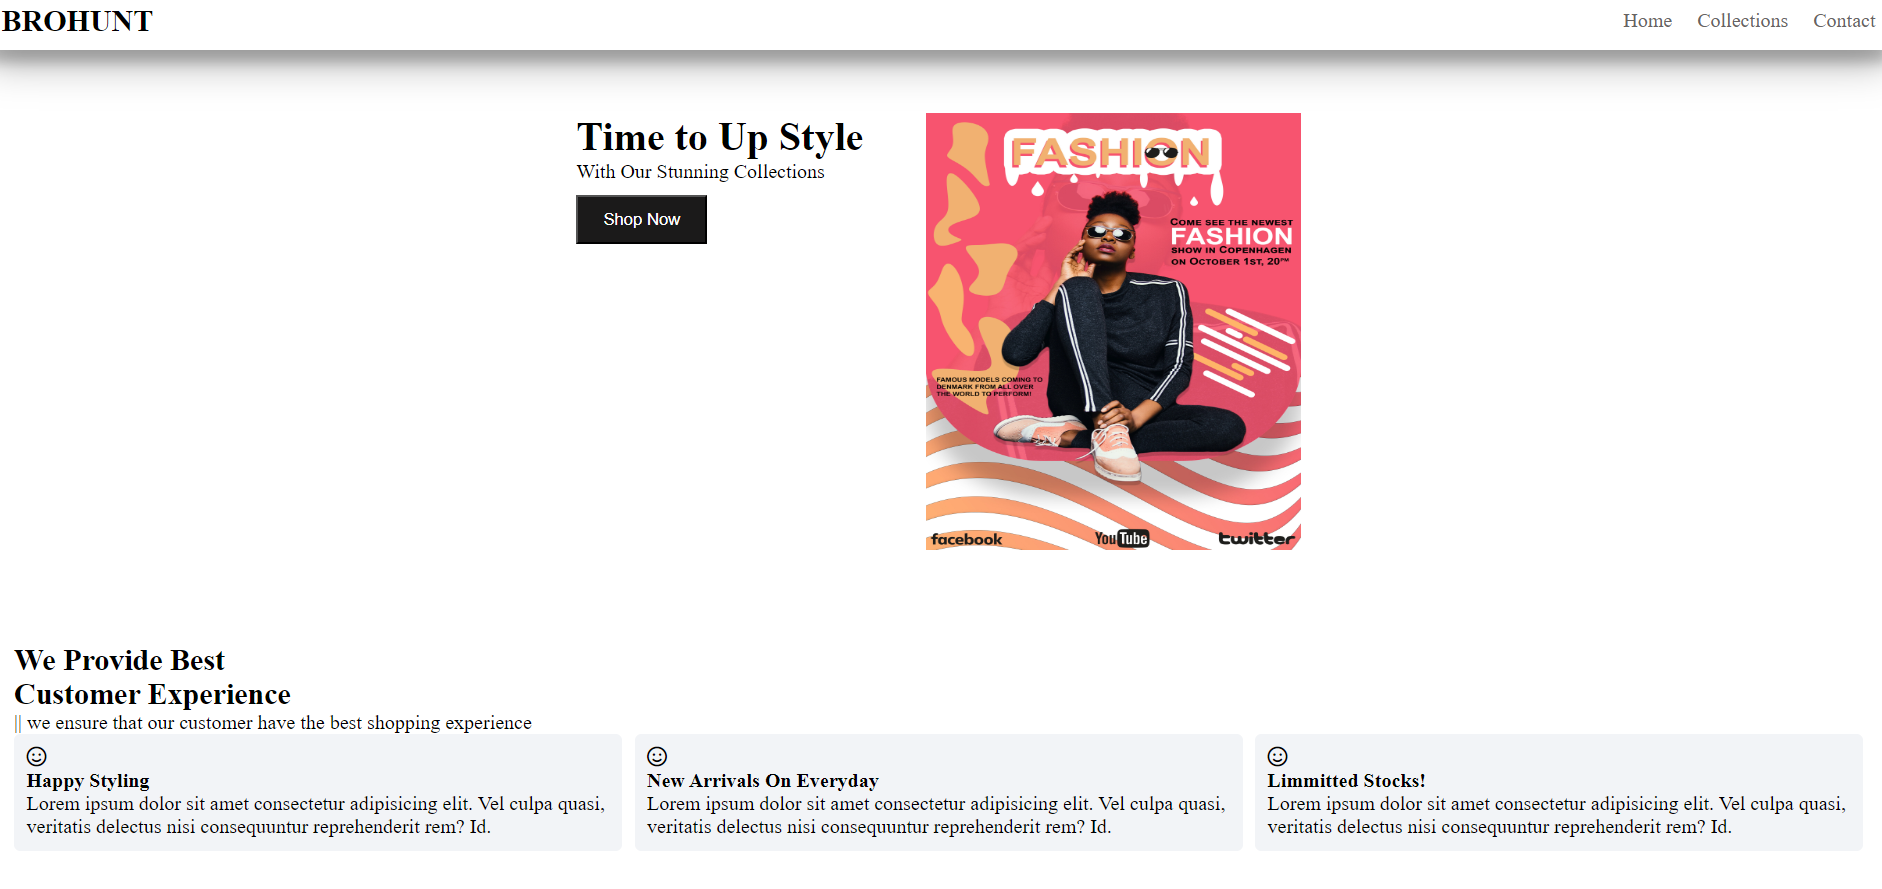 BROHUNT
Home Collections Contact
Time to Up Style
With Our Stunning Collections
Shop Now
FASHION
COME SEE THE NEWEST
FASHION
SHOW IN COPENHAGEN
ON OCTOBER 1ST, 20PM
FAMOUS MODELS COMING TO
DENMARK FROM ALL OVER
THE WORLD TO PERFORM!
facebook
YouTube
twitter
We Provide Best
Customer Experience
|| we ensure that our customer have the best shopping experience
Happy Styling
Lorem ipsum dolor sit amet consectetur adipisicing elit. Vel culpa quasi,
veritatis delectus nisi consequuntur reprehenderit rem? Id.
New Arrivals On Everyday
Lorem ipsum dolor sit amet consectetur adipisicing elit. Vel culpa quasi,
veritatis delectus nisi consequuntur reprehenderit rem? Id.
Limmitted Stocks!
Lorem ipsum dolor sit amet consectetur adipisicing elit. Vel culpa quasi,
veritatis delectus nisi consequuntur reprehenderit rem? Id.